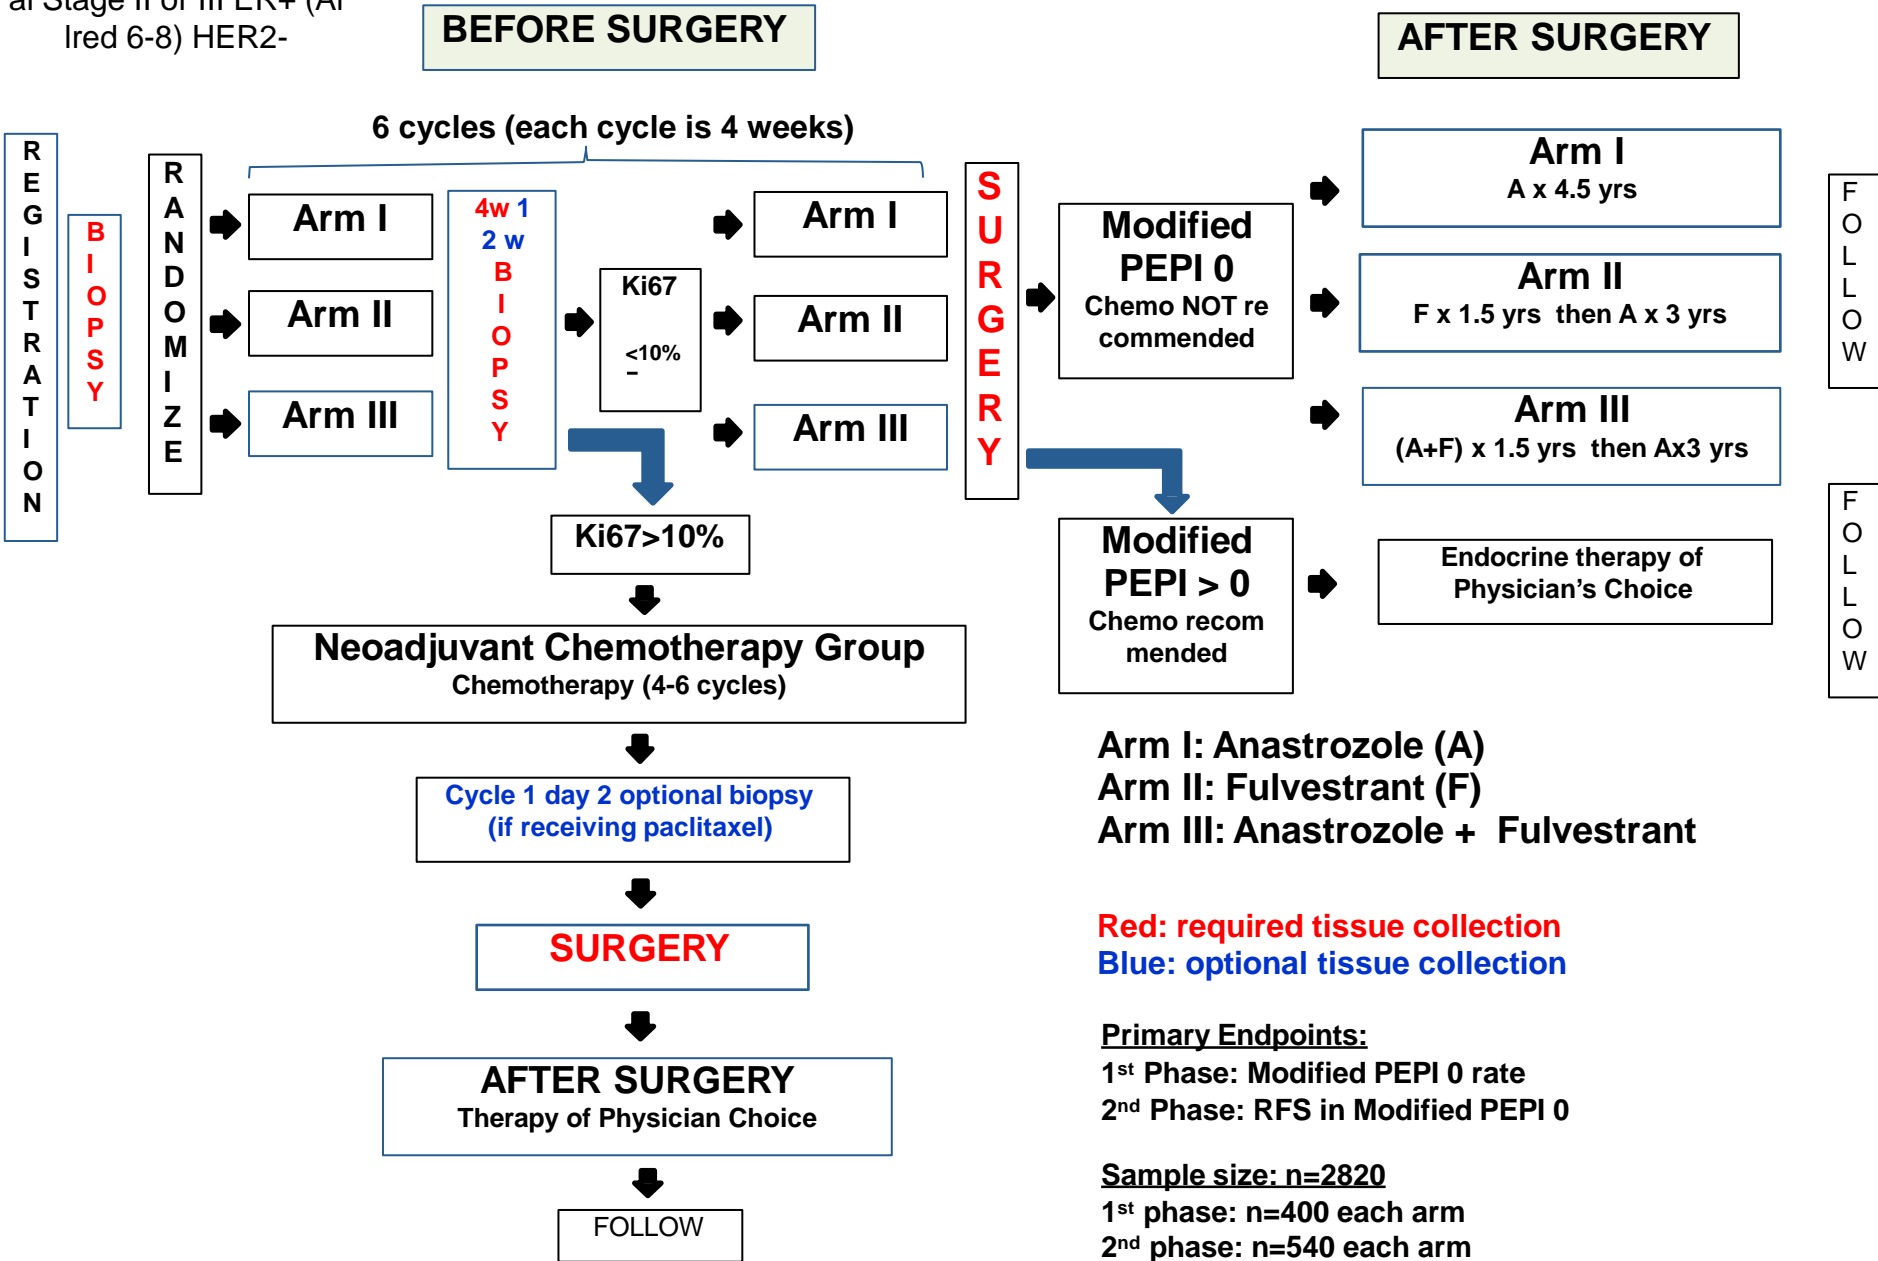 al Stage II or III ER+ (Al
lred 6-8) HER2-
BEFORE SURGERY
AFTER SURGERY
6 cycles (each cycle is 4 weeks)
REGISTRATION
BIOPSY
RANDOMIZE
Arm I
Arm II
Arm III
4w 1
2 w
BIOPSY
Ki67
<10%
–
Arm I
Arm II
Arm III
SURGERY
Modified
PEPI 0
Chemo NOT re
commended
Arm I
A x 4.5 yrs
Arm II
F x 1.5 yrs then A x 3 yrs
Arm III
(A+F) x 1.5 yrs then Ax3 yrs
FOLLOW
Ki67>10%
Modified
PEPI > 0
Chemo recom
mended
Endocrine therapy of
Physician’s Choice
FOLLOW
Neoadjuvant Chemotherapy Group
Chemotherapy (4-6 cycles)
Cycle 1 day 2 optional biopsy
(if receiving paclitaxel)
SURGERY
AFTER SURGERY
Therapy of Physician Choice
FOLLOW
Arm I: Anastrozole (A)
Arm II: Fulvestrant (F)
Arm III: Anastrozole + Fulvestrant
Red: required tissue collection
Blue: optional tissue collection
Primary Endpoints:
1st Phase: Modified PEPI 0 rate
2nd Phase: RFS in Modified PEPI 0
Sample size: n=2820
1st phase: n=400 each arm
2nd phase: n=540 each arm